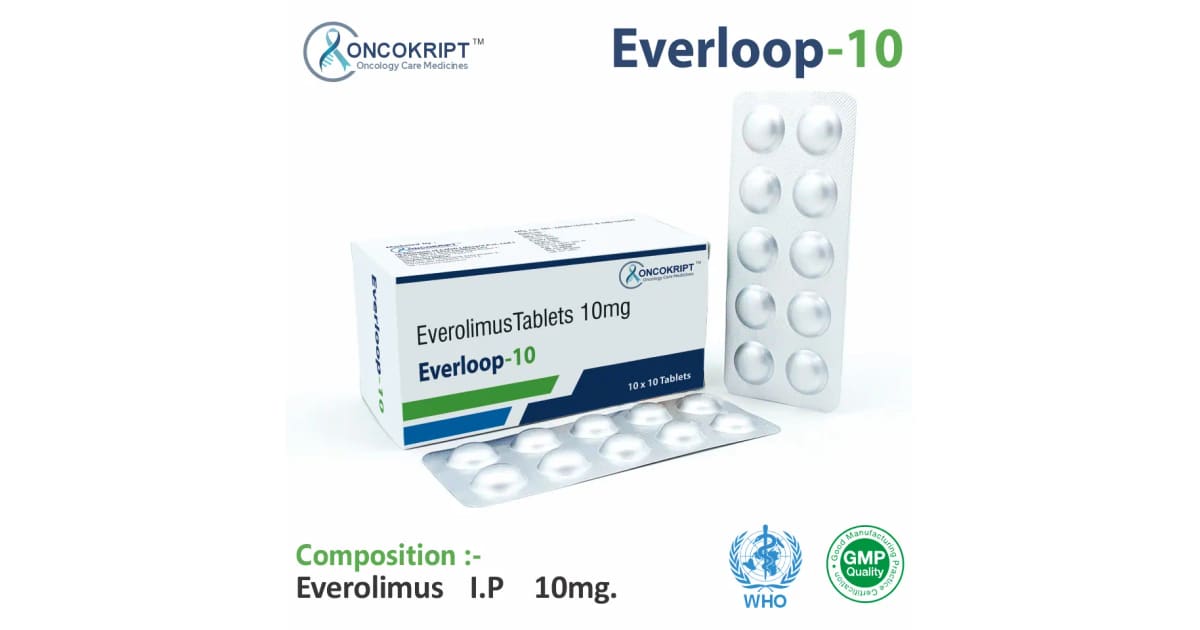 ONCOKRIPT™
Oncology Care Medicines
Everloop-10
ONCOKRIPT™
ONCOKRIPT™
Oncology Care Medicines
Everolimus Tablets 10mg
Everloop-10
10 x 10 Tablets
Everloop-10
Composition :-
Everolimus I.P 10mg.
WHO
Good Manufacturing Practice Certification
GMP
Quality